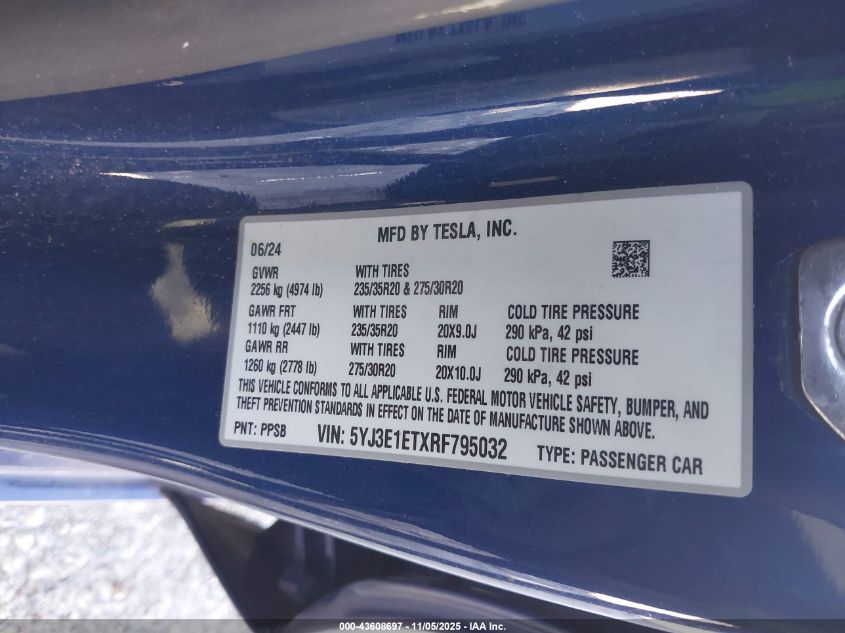 MFD BY TESLA, INC.
06/24
GVWR WITH TIRES
2256 kg (4974 lb) 235/35R20 & 275/30R20
GAWR FRT WITH TIRES RIM COLD TIRE PRESSURE
1110 kg (2447 lb) 235/35R20 20X9.0J 290 kPa, 42 psi
GAWR RR WITH TIRES RIM COLD TIRE PRESSURE
1260 kg (2778 lb) 275/30R20 20X10.0J 290 kPa, 42 psi
THIS VEHICLE CONFORMS TO ALL APPLICABLE U.S. FEDERAL MOTOR VEHICLE SAFETY, BUMPER, AND
THEFT PREVENTION STANDARDS IN EFFECT ON THE DATE OF MANUFACTURE SHOWN ABOVE.
PNT: PPSB VIN: 5YJ3E1ETXRF795032 TYPE: PASSENGER CAR
000-43608697 - 11/05/2025 - IAA Inc.